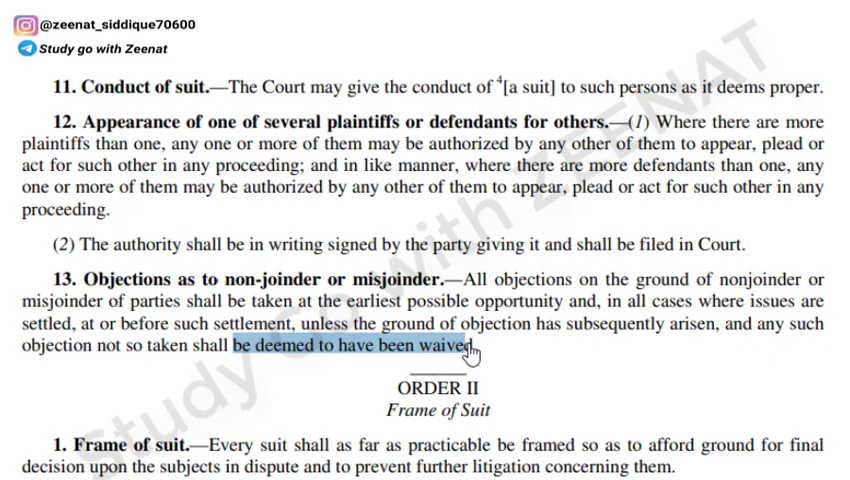 @zeenat_siddique70600
Study go with Zeenat
11. Conduct of suit.—The Court may give the conduct of 4[a suit] to such persons as it deems proper.
12. Appearance of one of several plaintiffs or defendants for others.—(1) Where there are more
plaintiffs than one, any one or more of them may be authorized by any other of them to appear, plead or
act for such other in any proceeding; and in like manner, where there are more defendants than one, any
one or more of them may be authorized by any other of them to appear, plead or act for such other in any
proceeding.
(2) The authority shall be in writing signed by the party giving it and shall be filed in Court.
13. Objections as to non-joinder or misjoinder.—All objections on the ground of nonjoinder or
misjoinder of parties shall be taken at the earliest possible opportunity and, in all cases where issues are
settled, at or before such settlement, unless the ground of objection has subsequently arisen, and any such
objection not so taken shall be deemed to have been waived
ORDER II
Frame of Suit
1. Frame of suit.—Every suit shall as far as practicable be framed so as to afford ground for final
decision upon the subjects in dispute and to prevent further litigation concerning them.
Study Go with ZEENAT